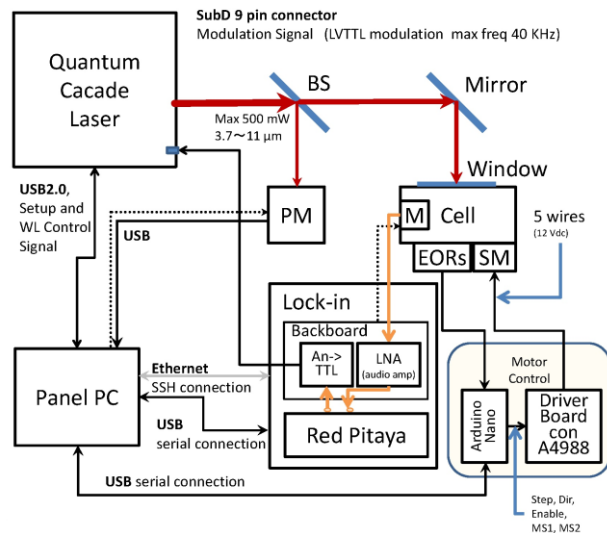 SubD 9 pin connector
Modulation Signal (LVTTL modulation max freq 40 KHz)
Quantum
Cacade
Laser
BS
Mirror
Max 500 mW
3.7~11 μm
Window
USB2.0,
Setup and
WL Control
Signal
USB
PM
M
Cell
5 wires
(12 Vdc)
EORs
SM
Lock-in
Backboard
An->
TTL
LNA
(audio amp)
Motor
Control
Ethernet
SSH connection
Panel PC
USB
serial connection
Red Pitaya
Arduino
Nano
Driver
Board
con
A4988
USB serial connection
Step, Dir,
Enable,
MS1, MS2